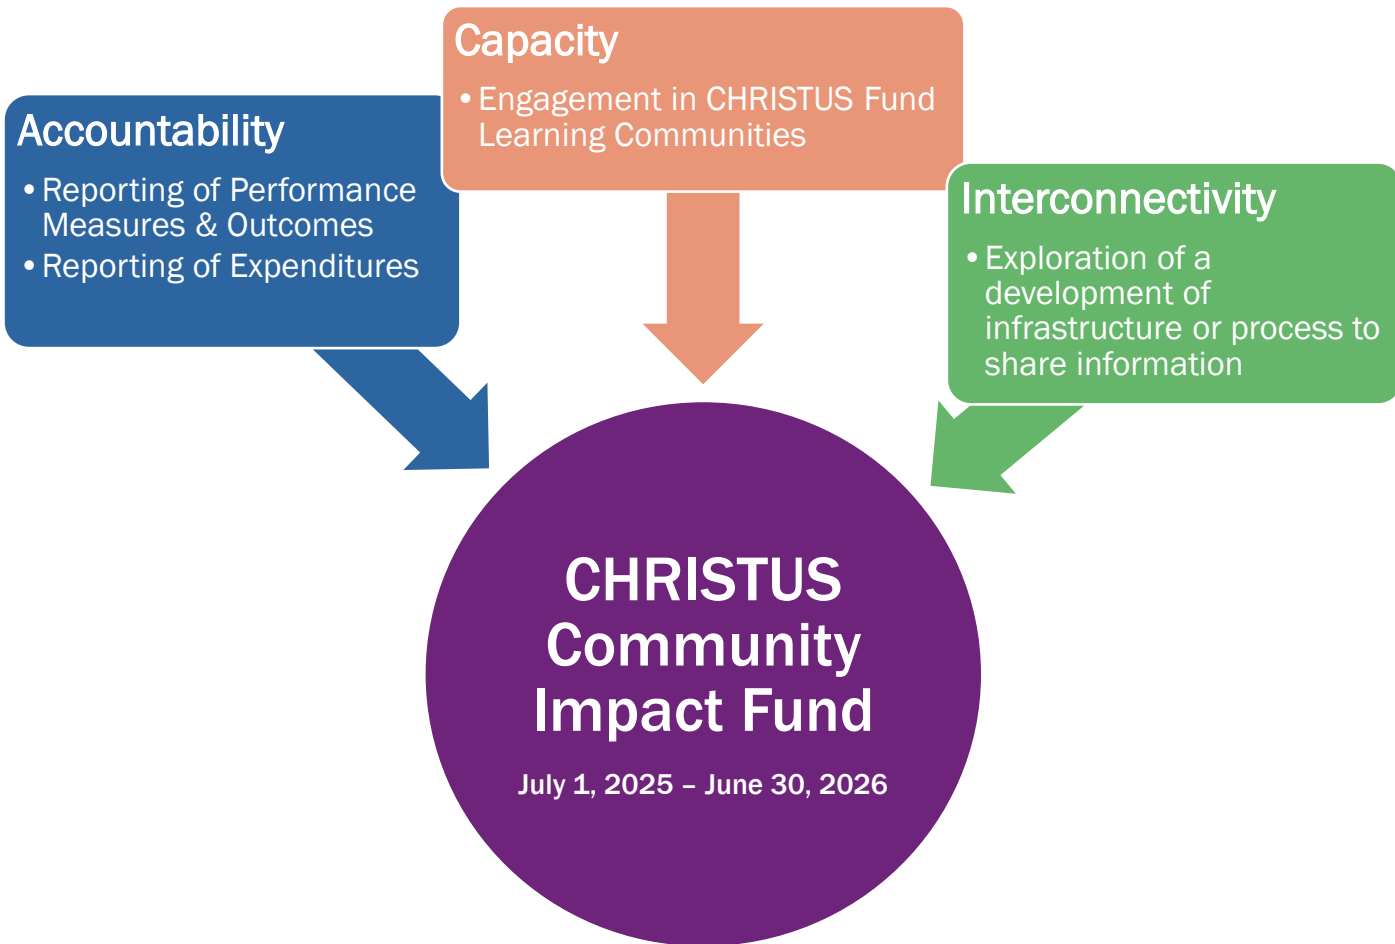 Accountability
• Reporting of Performance
Measures & Outcomes
• Reporting of Expenditures
Capacity
• Engagement in CHRISTUS Fund
Learning Communities
Interconnectivity
• Exploration of a
development of
infrastructure or process to
share information
CHRISTUS
Community
Impact Fund
July 1, 2025 – June 30, 2026